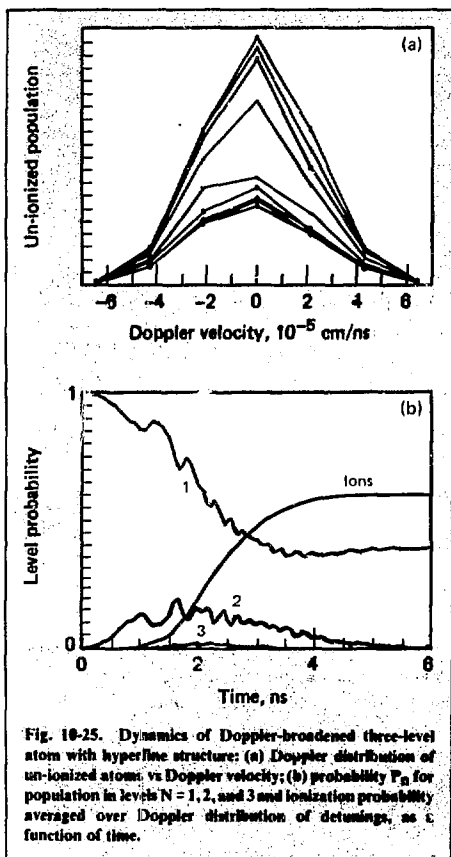 (a)
Un-ionized population
-6 -4 -2 0 2 4 6
Doppler velocity, 10⁻⁵ cm/ns
(b)
1
Level probability
Ions
1
2
3
0
0 2 4 6
Time, ns
Fig. 10-25. Dynamics of Doppler-broadened three-level
atom with hyperfine structure: (a) Doppler distribution of
un-ionized atoms vs Doppler velocity; (b) probability Pₙ for
population in levels N = 1, 2, and 3 and ionization probability
averaged over Doppler distribution of detunings, as a
function of time.